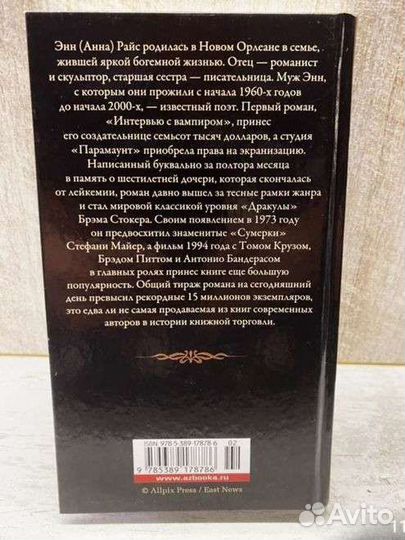 Энн (Анна) Райс родилась в Новом Орлеане в семье,
жившей яркой богемной жизнью. Отец — романист
и скульптор, старшая сестра — писательница. Муж Энн,
с которым они прожили с начала 1960-х годов
до начала 2000-х, — известный поэт. Первый роман,
«Интервью с вампиром», принес
его создательнице семьсот тысяч долларов, а студия
«Парамаунт» приобрела права на экранизацию.
Написанный буквально за полтора месяца
в память о шестилетней дочери, которая скончалась
от лейкемии, роман давно вышел за тесные рамки жанра
и стал мировой классикой уровня «Дракулы»
Брэма Стокера. Своим появлением в 1973 году
он предвосхитил знаменитые «Сумерки»
Стефани Майер, а фильм 1994 года с Томом Крузом,
Брэдом Питтом и Антонио Бандерасом
в главных ролях принес книге еще большую
популярность. Общий тираж романа на сегодняшний
день превысил рекордные 15 миллионов экземпляров,
это едва ли не самая продаваемая из книг современных
авторов в истории книжной торговли.
ISBN 978-5-389-17878-6
02
9 785389 178786
www.azbooka.ru
© Allpix Press / East News
Avito